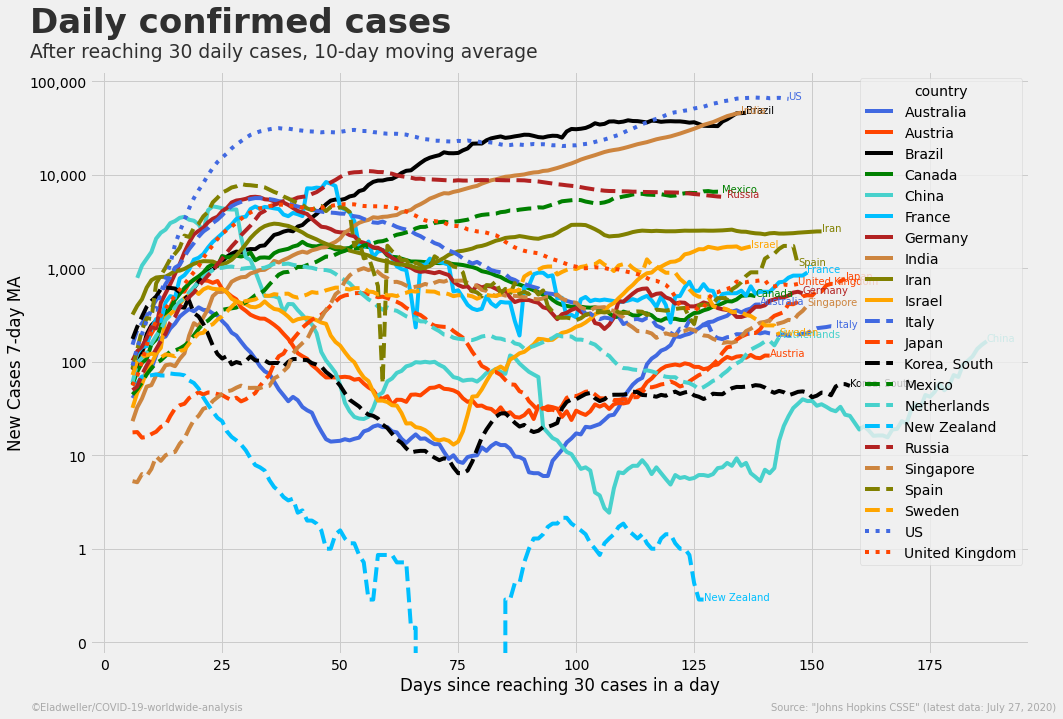 Daily confirmed cases
After reaching 30 daily cases, 10-day moving average
100,000
10,000
1,000
100
10
1
0
New Cases 7-day MA
0 25 50 75 100 125 150 175
Days since reaching 30 cases in a day
US
Brazil
Mexico
Russia
Iran
Israel
Spain
France
United Kingdom
Germany
Canada
Australia
Singapore
Italy
Sweden
Netherlands
China
Austria
Korea, South
New Zealand
country
Australia
Austria
Brazil
Canada
China
France
Germany
India
Iran
Israel
Italy
Japan
Korea, South
Mexico
Netherlands
New Zealand
Russia
Singapore
Spain
Sweden
US
United Kingdom
©Eladweller/COVID-19-worldwide-analysis
Source: "Johns Hopkins CSSE" (latest data: July 27, 2020)